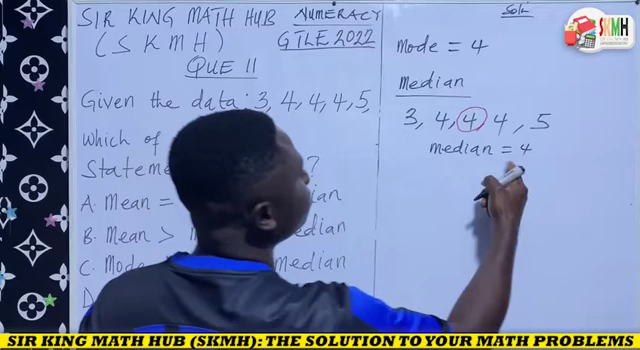 SIR KING MATH HUB
(SKMH)
NUMERACY
GTLE 2022
QUE 11
Given the data: 3, 4, 4, 4, 5,
Which of
Stateme ?
A. Mean = ian
B. Mean > Median
C. Mode Median
D.
Soln
Mode = 4
Median
3, 4, 4, 4, 5
median = 4
SKMH
SIR KING MATH HUB (SKMH): THE SOLUTION TO YOUR MATH PROBLEMS